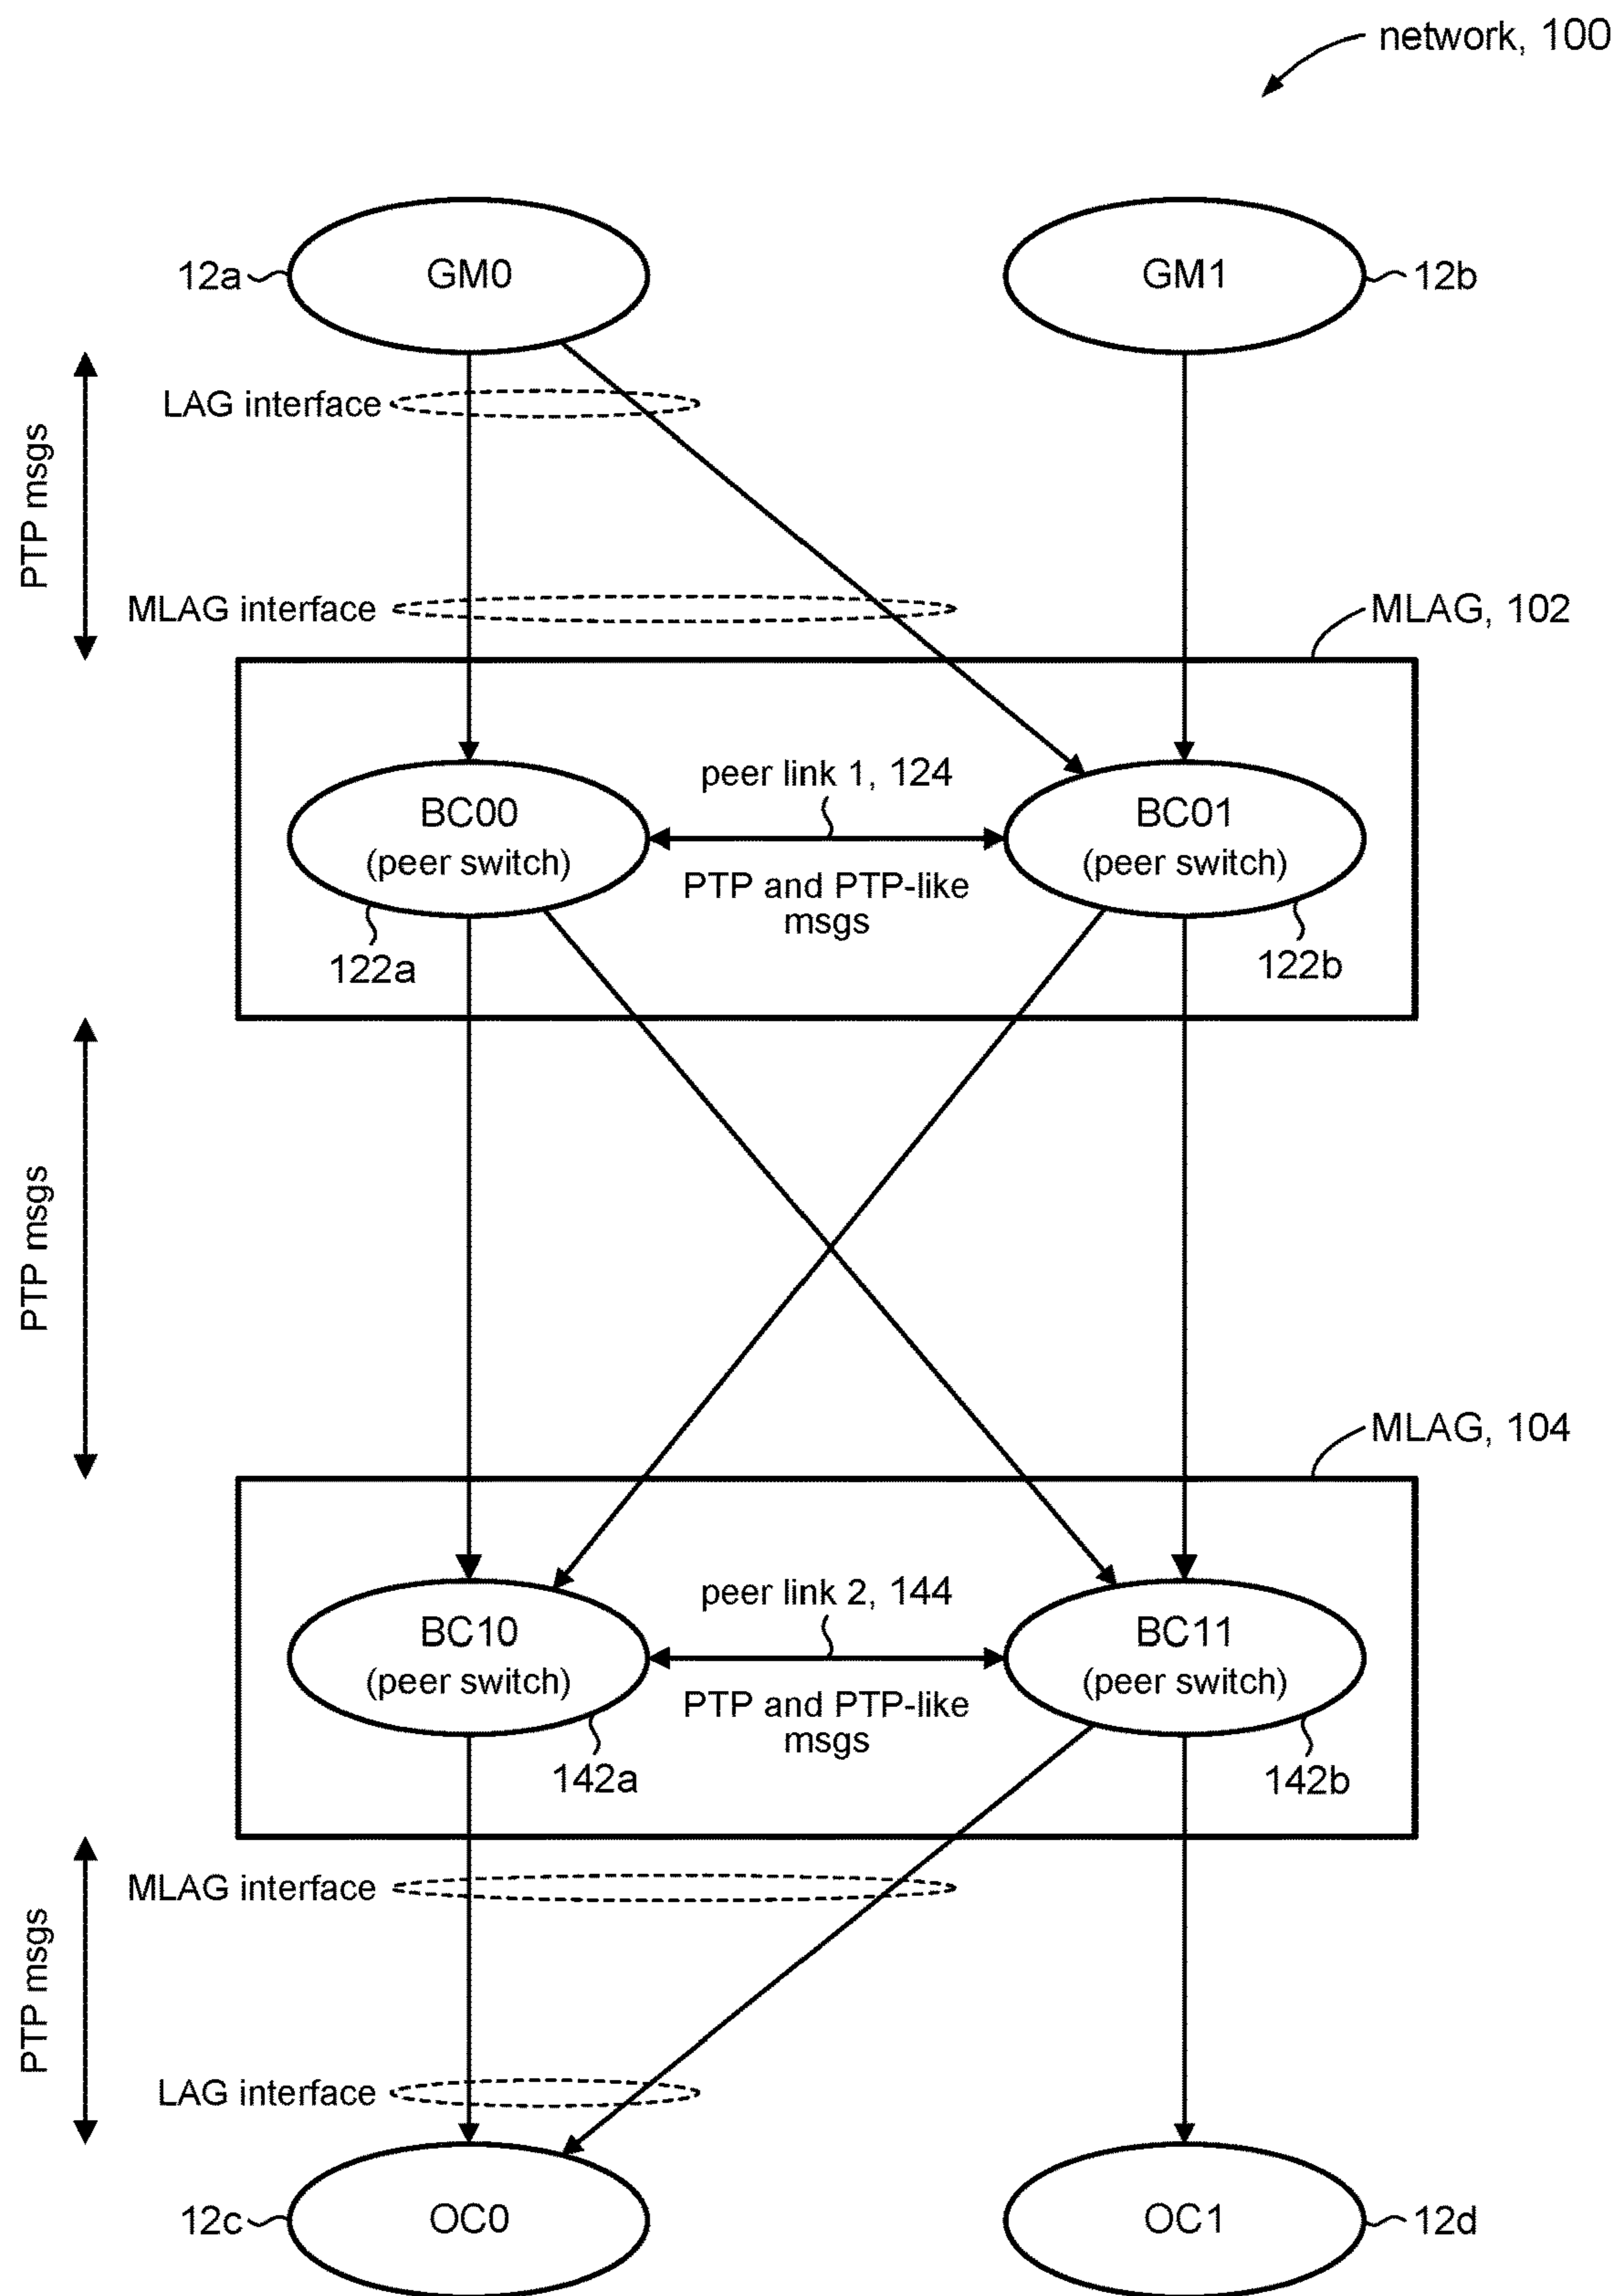 network, 100
12a
GM0
GM1
12b
LAG interface
PTP msgs
MLAG interface
MLAG, 102
peer link 1, 124
BC00
(peer switch)
BC01
(peer switch)
PTP and PTP-like
msgs
122a
122b
PTP msgs
MLAG, 104
peer link 2, 144
BC10
(peer switch)
BC11
(peer switch)
PTP and PTP-like
msgs
142a
142b
MLAG interface
PTP msgs
LAG interface
12c
OC0
OC1
12d